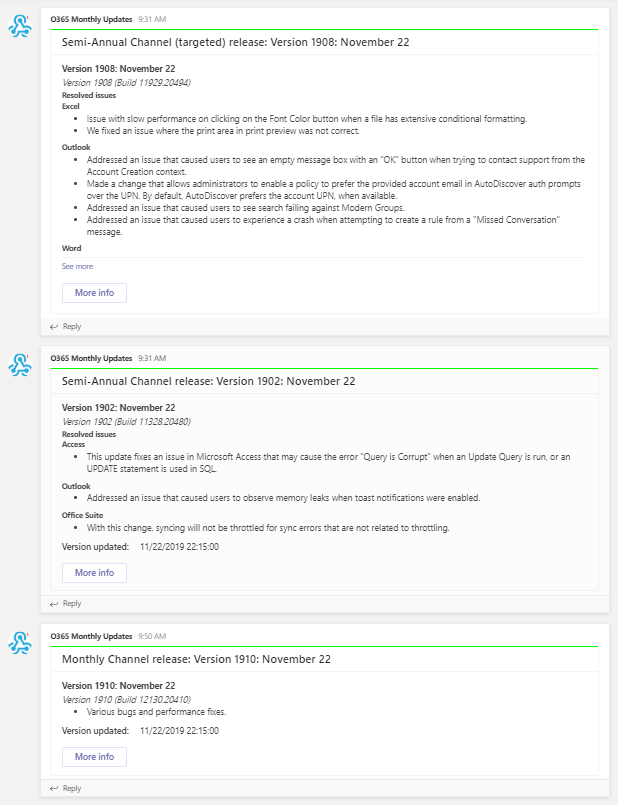 O365 Monthly Updates 9:31 AM
Semi-Annual Channel (targeted) release: Version 1908: November 22
Version 1908: November 22
Version 1908 (Build 11929.20494)
Resolved issues
Excel
• Issue with slow performance on clicking on the Font Color button when a file has extensive conditional formatting.
• We fixed an issue where the print area in print preview was not correct.
Outlook
• Addressed an issue that caused users to see an empty message box with an "OK" button when trying to contact support from the
Account Creation context.
• Made a change that allows administrators to enable a policy to prefer the provided account email in AutoDiscover auth prompts
over the UPN. By default, AutoDiscover prefers the account UPN, when available.
• Addressed an issue that caused users to see search failing against Modern Groups.
• Addressed an issue that caused users to experience a crash when attempting to create a rule from a "Missed Conversation"
message.
Word
See more
More info
Reply
O365 Monthly Updates 9:31 AM
Semi-Annual Channel release: Version 1902: November 22
Version 1902: November 22
Version 1902 (Build 11328.20480)
Resolved issues
Access
• This update fixes an issue in Microsoft Access that may cause the error "Query is Corrupt" when an Update Query is run, or an
UPDATE statement is used in SQL.
Outlook
• Addressed an issue that caused users to observe memory leaks when toast notifications were enabled.
Office Suite
• With this change, syncing will not be throttled for sync errors that are not related to throttling.
Version updated: 11/22/2019 22:15:00
More info
Reply
O365 Monthly Updates 9:50 AM
Monthly Channel release: Version 1910: November 22
Version 1910: November 22
Version 1910 (Build 12130.20410)
• Various bugs and performance fixes.
Version updated: 11/22/2019 22:15:00
More info
Reply